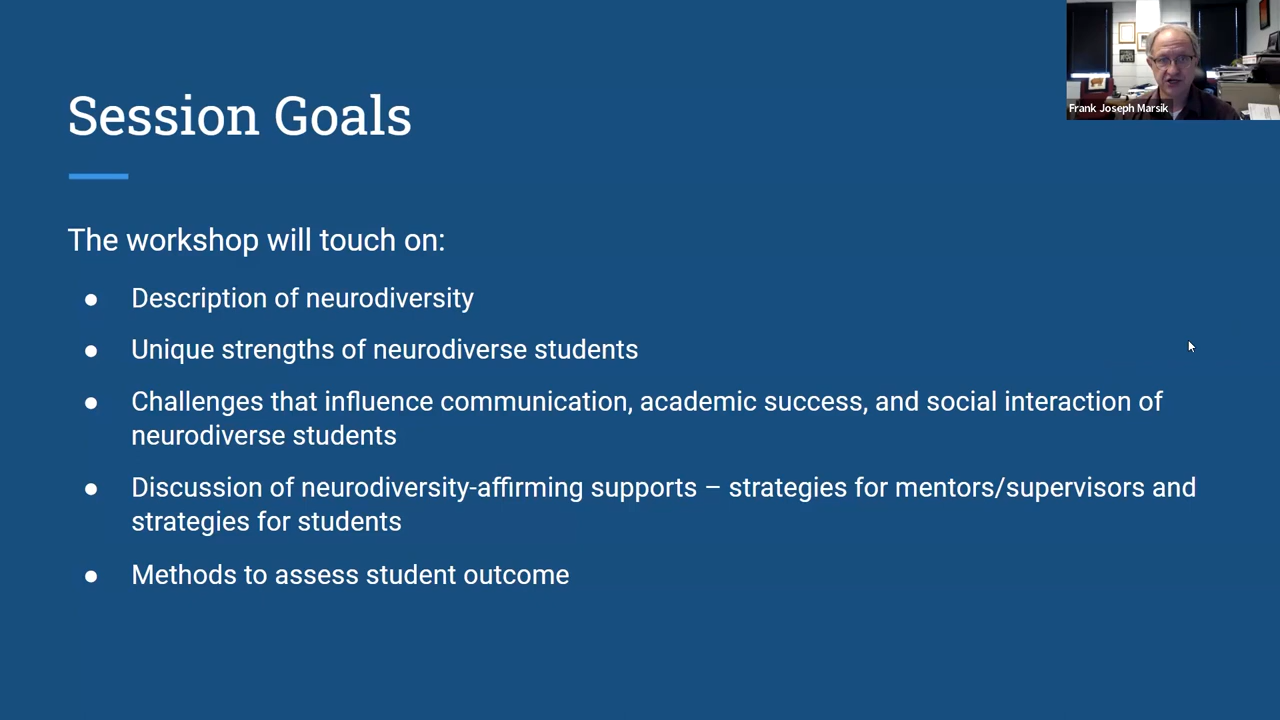 Frank Joseph Marsik
Session Goals
The workshop will touch on:
● Description of neurodiversity
● Unique strengths of neurodiverse students
● Challenges that influence communication, academic success, and social interaction of
neurodiverse students
● Discussion of neurodiversity-affirming supports – strategies for mentors/supervisors and
strategies for students
● Methods to assess student outcome